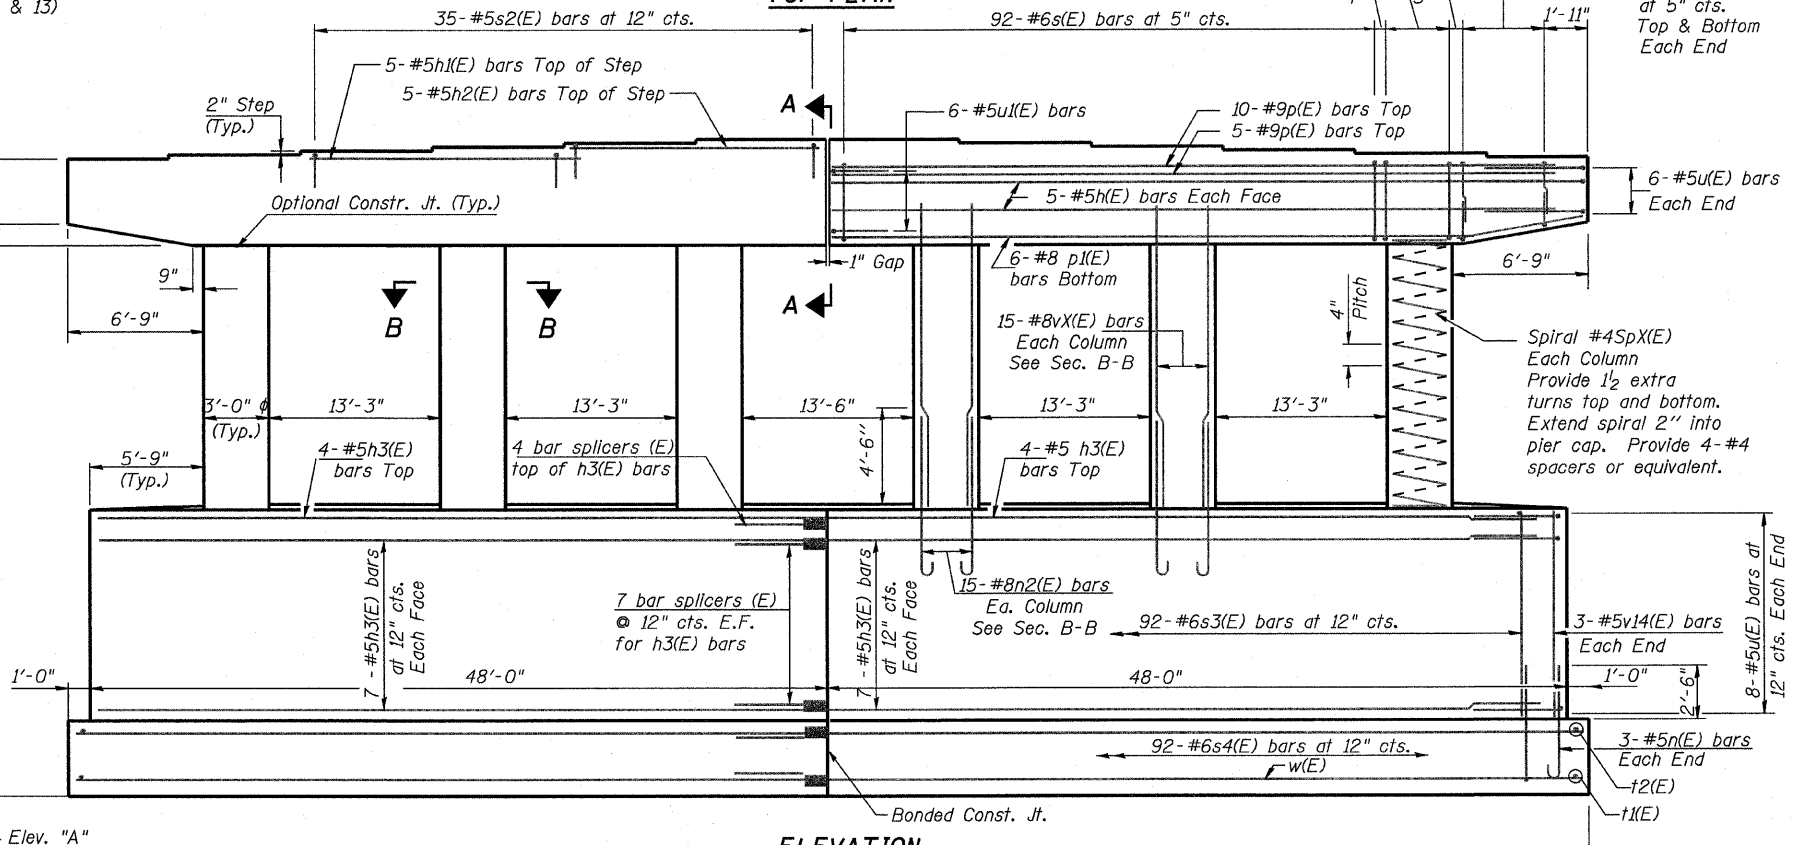 & 13)
35-#5s2(E) bars at 12" cts.
92-#6s(E) bars at 5" cts.
1'-11"
at 5" cts.
Top & Bottom
Each End
5-#5h1(E) bars Top of Step
5-#5h2(E) bars Top of Step
2" Step
(Typ.)
A
6-#5u1(E) bars
10-#9p(E) bars Top
5-#9p(E) bars Top
6-#5u(E) bars
Each End
5-#5h(E) bars Each Face
Optional Constr. Jt. (Typ.)
1" Gap
6-#8 p1(E)
bars Bottom
6'-9"
9"
6'-9"
B
B
A
4"
Pitch
15-#8vX(E) bars
Each Column
See Sec. B-B
Spiral #4SpX(E)
Each Column
Provide 1½ extra
turns top and bottom.
Extend spiral 2" into
pier cap. Provide 4-#4
spacers or equivalent.
3'-0" ϕ
(Typ.)
13'-3"
13'-3"
13'-6"
13'-3"
13'-3"
4'-6"
5'-9"
(Typ.)
4-#5h3(E)
bars Top
4 bar splicers (E)
top of h3(E) bars
4-#5 h3(E)
bars Top
7-#5h3(E) bars
at 12" cts.
Each Face
7 bar splicers (E)
@ 12" cts. E.F.
for h3(E) bars
7-#5h3(E) bars
at 12" cts.
Each Face
15-#8n2(E) bars
Ea. Column
See Sec. B-B
92-#6s3(E) bars at 12" cts.
3-#5v14(E) bars
Each End
8-#5u(E) bars at
12" cts. Each End
1'-0"
48'-0"
48-0"
1'-0"
2'-6"
92-#6s4(E) bars at 12" cts.
w(E)
3-#5n(E) bars
Each End
t2(E)
t1(E)
Bonded Const. Jt.
Elev. "A"
ELEVATION